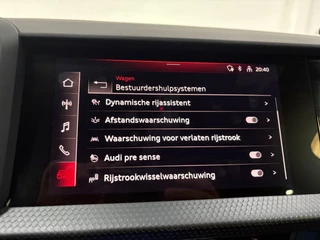 20:40
Wagen
Bestuurdershulpsystemen
Dynamische rijassistent
Afstandswaarschuwing
Waarschuwing voor verlaten rijstrook
Audi pre sense
Rijstrookwisselwaarschuwing